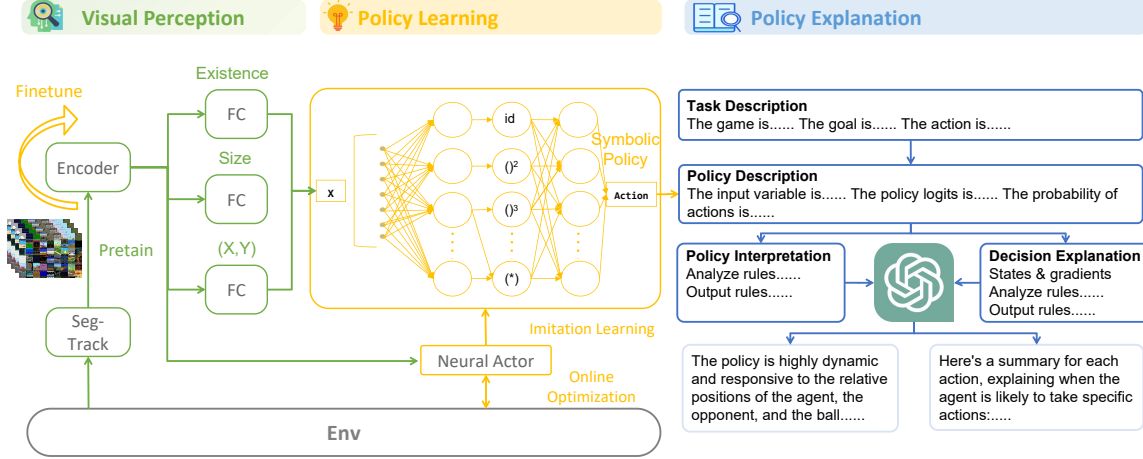 Visual Perception
Policy Learning
Policy Explanation
Finetune
Encoder
Pretain
Seg-
Track
Existence
FC
Size
FC
(X,Y)
FC
X
id
()²
()³
(*)
Symbolic
Policy
Action
Imitation Learning
Neural Actor
Online
Optimization
Env
Task Description
The game is...... The goal is...... The action is......
Policy Description
The input variable is...... The policy logits is...... The probability of
actions is......
Policy Interpretation
Analyze rules......
Output rules......
Decision Explanation
States & gradients
Analyze rules......
Output rules......
The policy is highly dynamic
and responsive to the relative
positions of the agent, the
opponent, and the ball......
Here's a summary for each
action, explaining when the
agent is likely to take specific
actions:.....